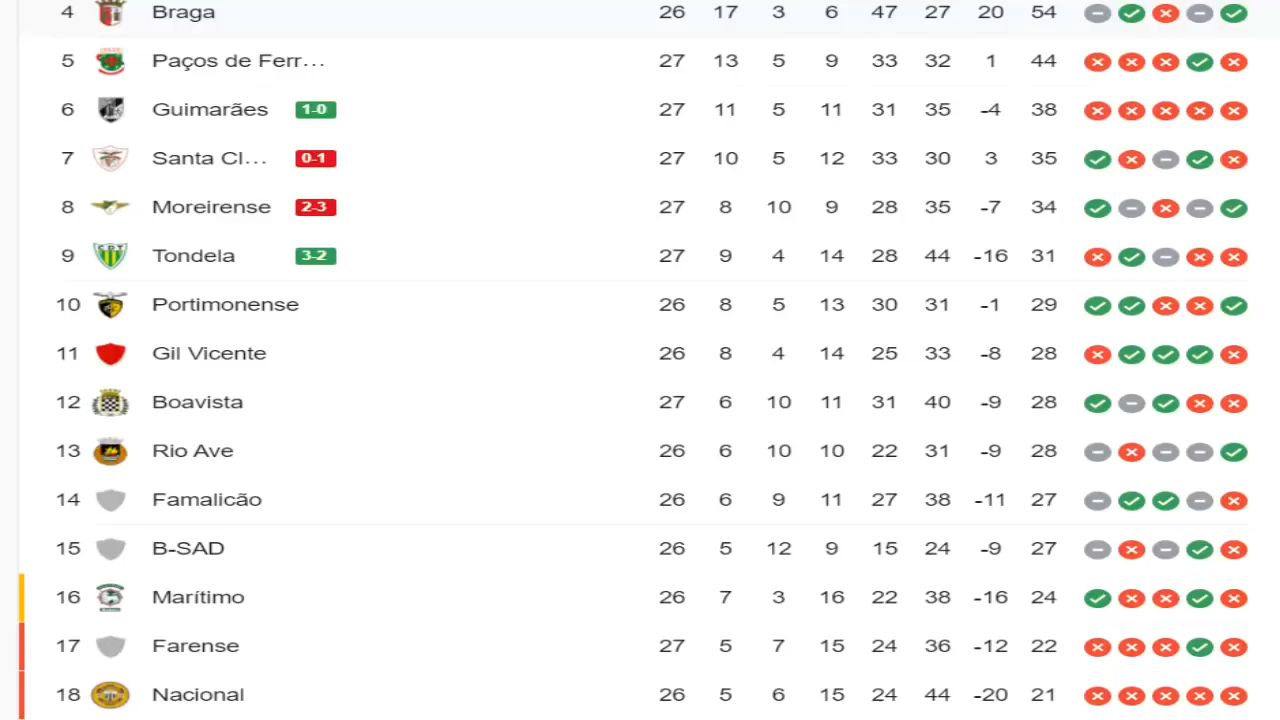 4 Braga 26 17 3 6 47 27 20 54
5 Paços de Ferr... 27 13 5 9 33 32 1 44
6 Guimarães 1-0 27 11 5 11 31 35 -4 38
7 Santa Cl... 0-1 27 10 5 12 33 30 3 35
8 Moreirense 2-3 27 8 10 9 28 35 -7 34
9 Tondela 3-2 27 9 4 14 28 44 -16 31
10 Portimonense 26 8 5 13 30 31 -1 29
11 Gil Vicente 26 8 4 14 25 33 -8 28
12 Boavista 27 6 10 11 31 40 -9 28
13 Rio Ave 26 6 10 10 22 31 -9 28
14 Famalicão 26 6 9 11 27 38 -11 27
15 B-SAD 26 5 12 9 15 24 -9 27
16 Marítimo 26 7 3 16 22 38 -16 24
17 Farense 27 5 7 15 24 36 -12 22
18 Nacional 26 5 6 15 24 44 -20 21